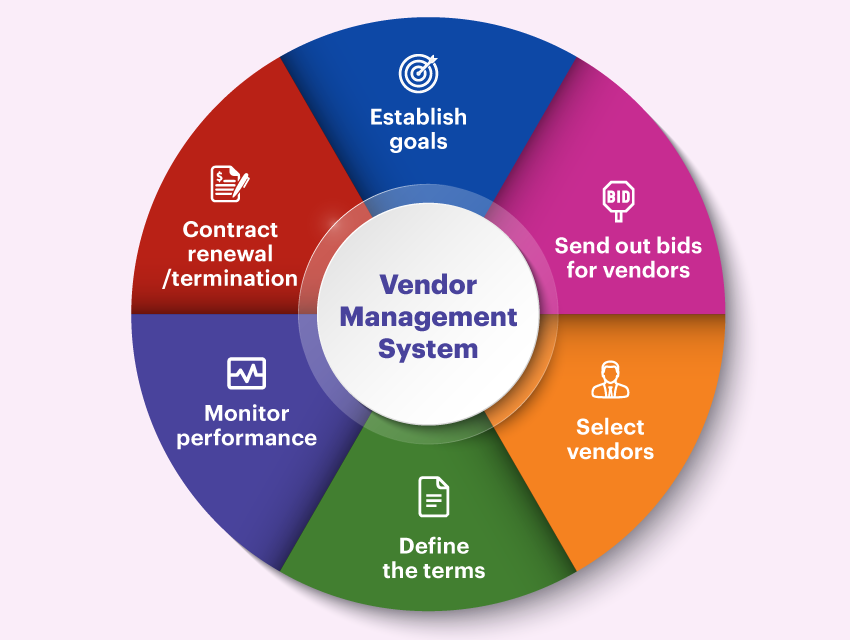 Establish
goals
BID
Send out bids
for vendors
Select
vendors
Define
the terms
Monitor
performance
$
Contract
renewal
/termination
Vendor
Management
System